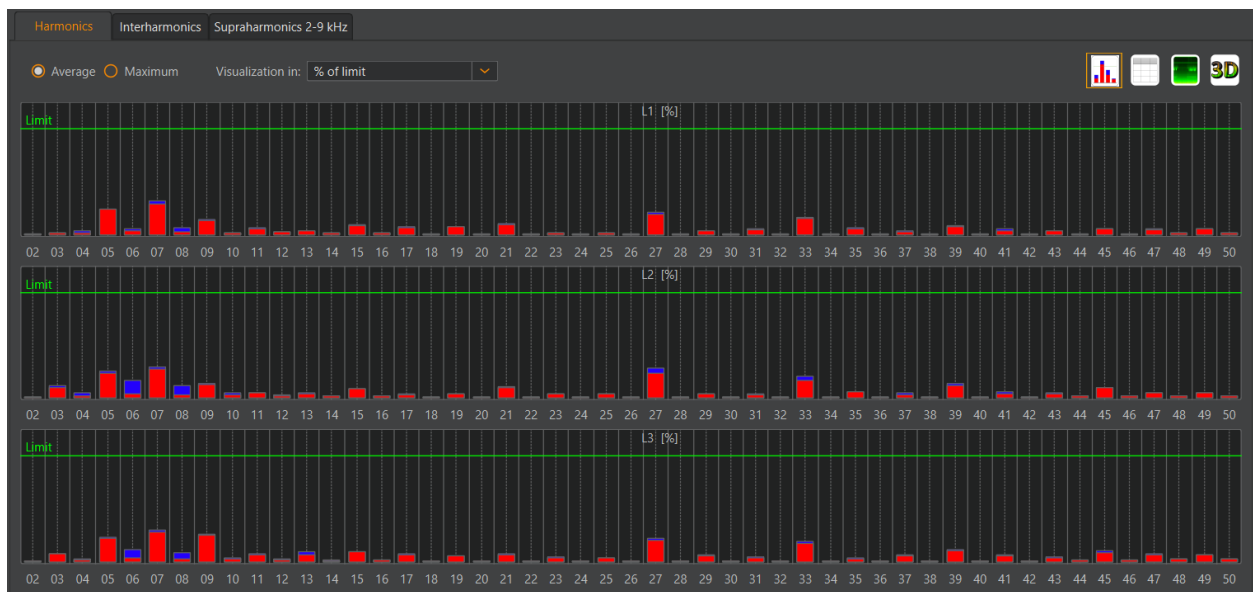 Harmonics Interharmonics Supraharmonics 2-9 kHz
Average Maximum Visualization in: % of limit 3D
L1 [%]
Limit
02 03 04 05 06 07 08 09 10 11 12 13 14 15 16 17 18 19 20 21 22 23 24 25 26 27 28 29 30 31 32 33 34 35 36 37 38 39 40 41 42 43 44 45 46 47 48 49 50
L2 [%]
Limit
02 03 04 05 06 07 08 09 10 11 12 13 14 15 16 17 18 19 20 21 22 23 24 25 26 27 28 29 30 31 32 33 34 35 36 37 38 39 40 41 42 43 44 45 46 47 48 49 50
L3 [%]
Limit
02 03 04 05 06 07 08 09 10 11 12 13 14 15 16 17 18 19 20 21 22 23 24 25 26 27 28 29 30 31 32 33 34 35 36 37 38 39 40 41 42 43 44 45 46 47 48 49 50